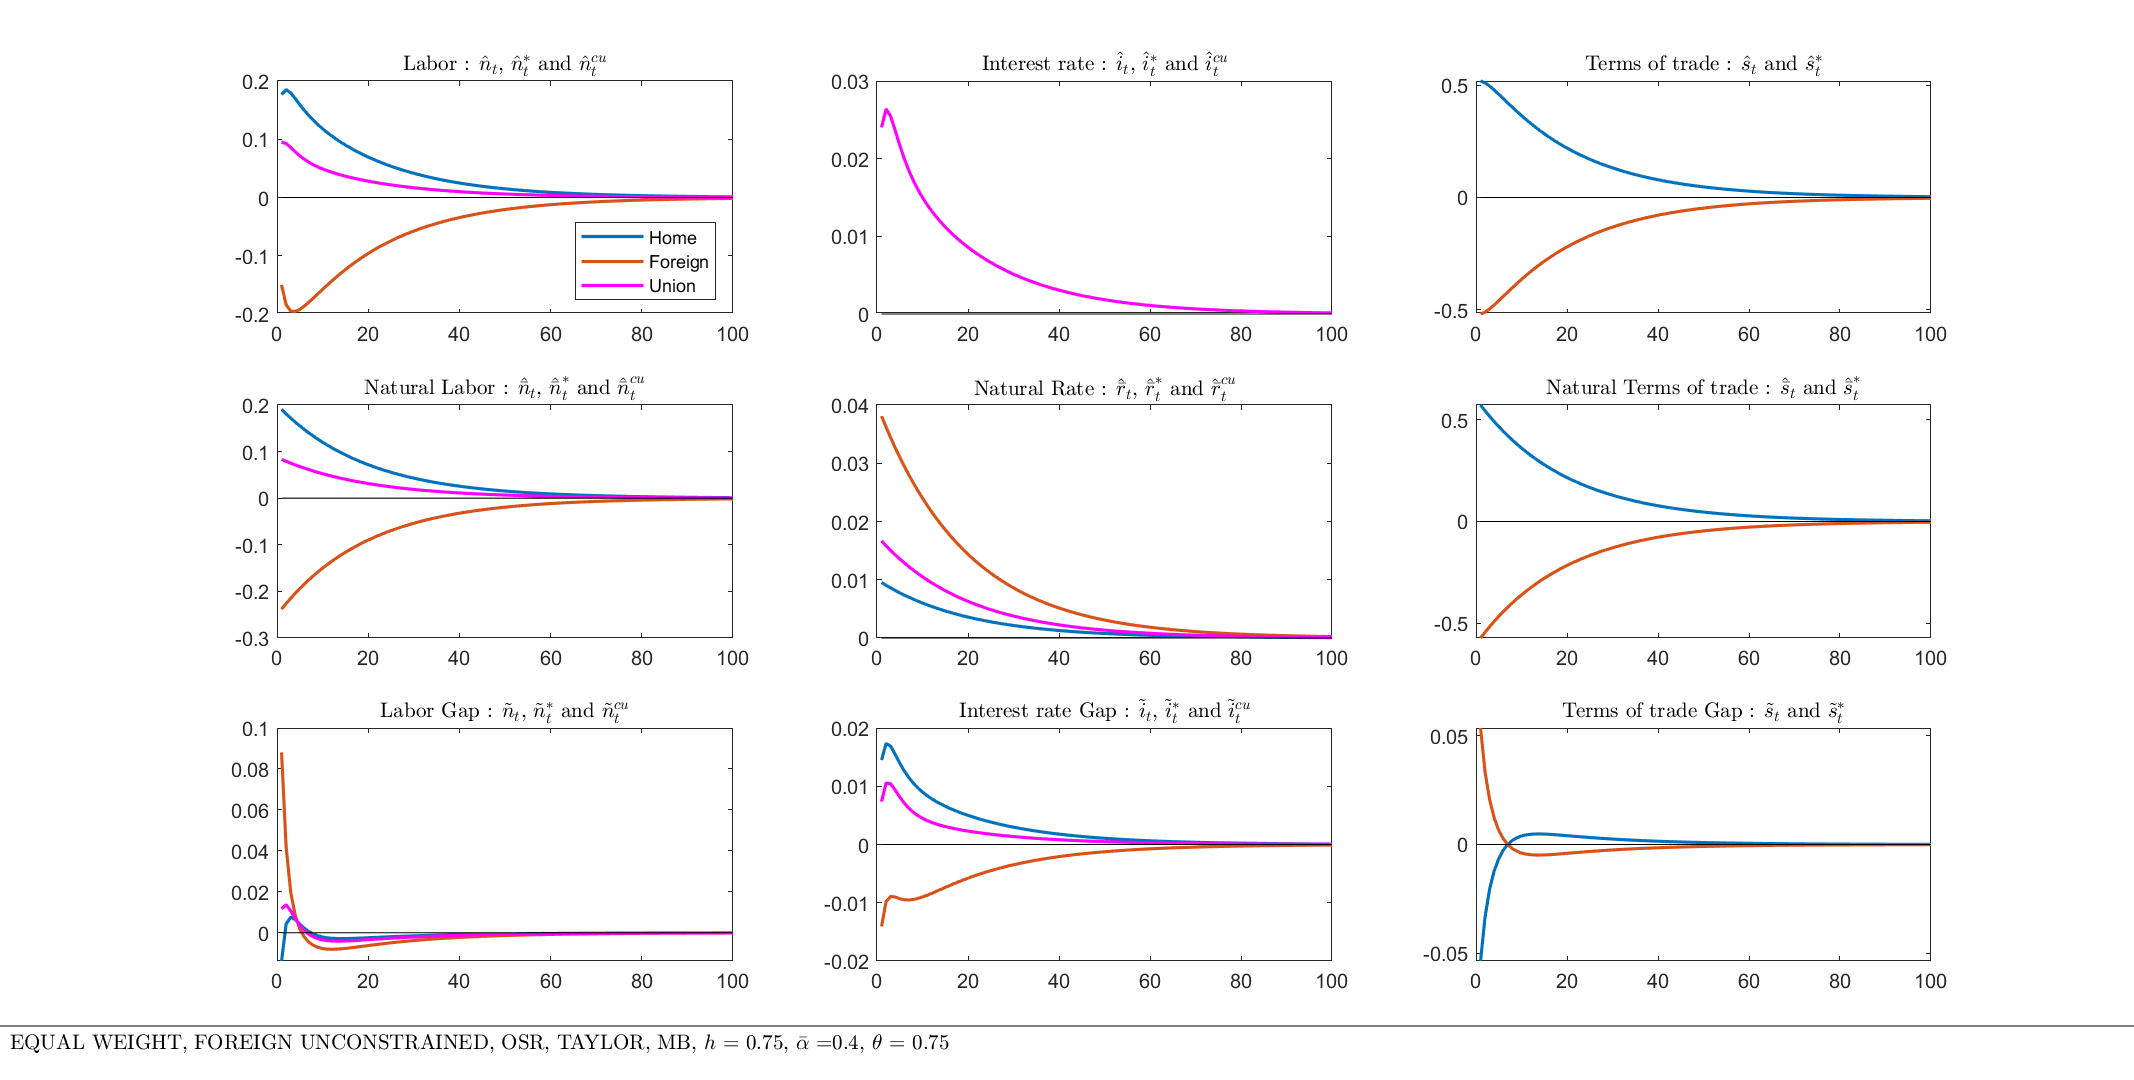 Labor : n̂ₜ, n̂ₜ* and n̂ₜᶜᵘ
0.2
0.1
0
-0.1
-0.2
0 20 40 60 80 100
Home
Foreign
Union
Interest rate : îₜ, îₜ* and îₜᶜᵘ
0.03
0.02
0.01
0
0 20 40 60 80 100
Terms of trade : ŝₜ and ŝₜ*
0.5
0
-0.5
0 20 40 60 80 100
Natural Labor : n̄̂ₜ, n̄̂ₜ* and n̄̂ₜᶜᵘ
0.2
0.1
0
-0.1
-0.2
-0.3
0 20 40 60 80 100
Natural Rate : r̄̂ₜ, r̄̂ₜ* and r̄̂ₜᶜᵘ
0.04
0.03
0.02
0.01
0
0 20 40 60 80 100
Natural Terms of trade : s̄̂ₜ and s̄̂ₜ*
0.5
0
-0.5
0 20 40 60 80 100
Labor Gap : ñₜ, ñₜ* and ñₜᶜᵘ
0.1
0.08
0.06
0.04
0.02
0
0 20 40 60 80 100
Interest rate Gap : ĩₜ, ĩₜ* and ĩₜᶜᵘ
0.02
0.01
0
-0.01
-0.02
0 20 40 60 80 100
Terms of trade Gap : s̃ₜ and s̃ₜ*
0.05
0
-0.05
0 20 40 60 80 100
EQUAL WEIGHT, FOREIGN UNCONSTRAINED, OSR, TAYLOR, MB, h = 0.75, ᾱ =0.4, θ = 0.75